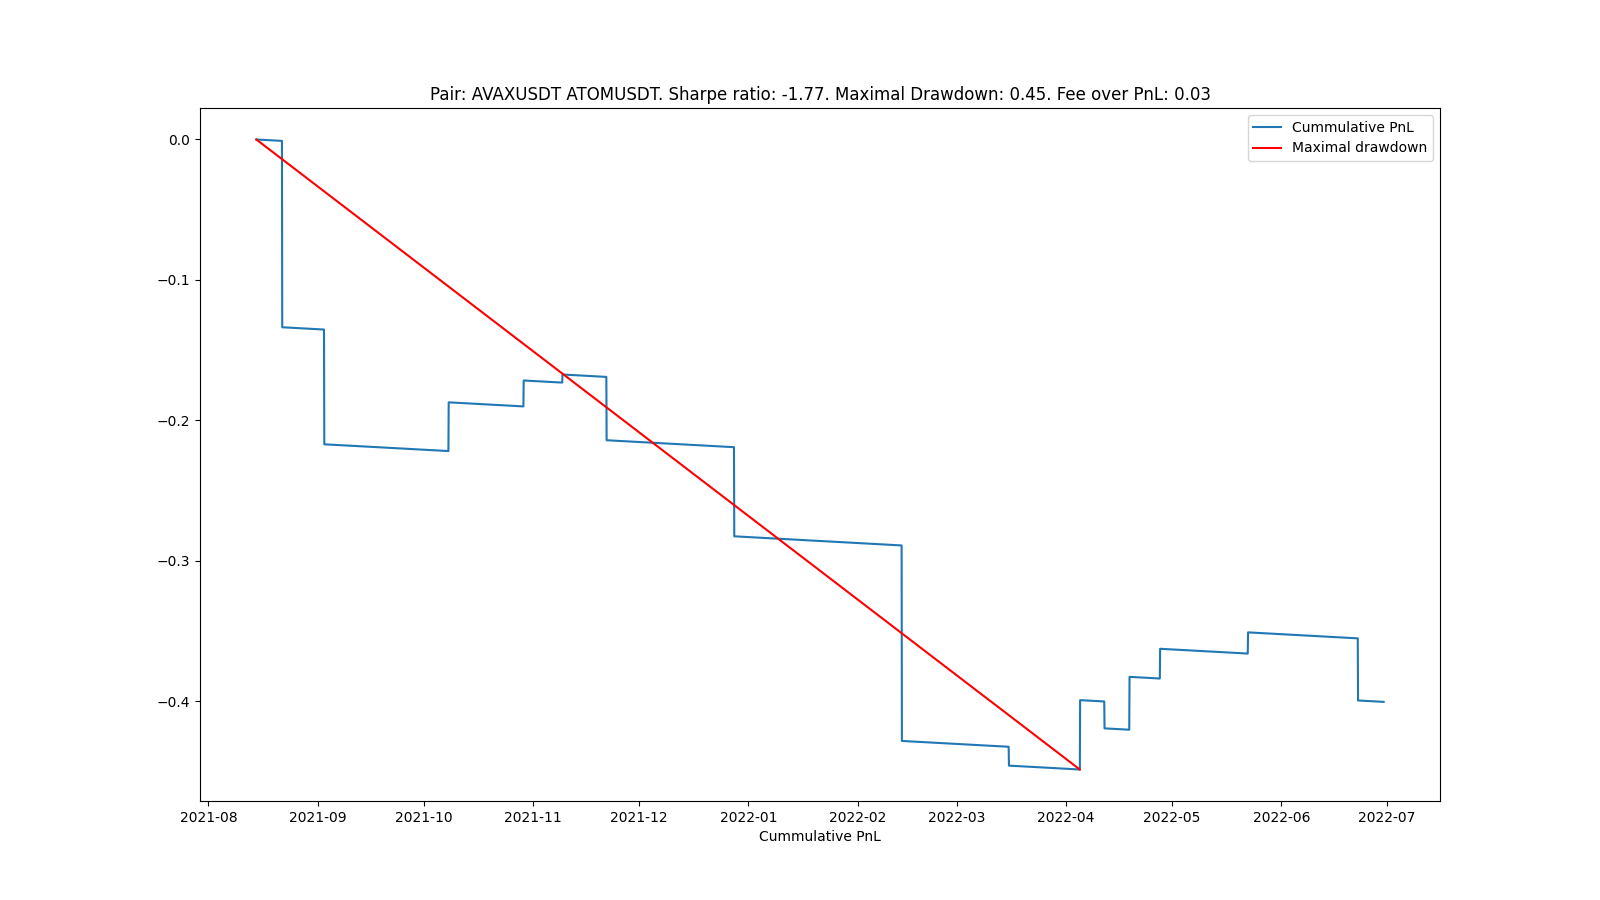 Pair: AVAXUSDT ATOMUSDT. Sharpe ratio: -1.77. Maximal Drawdown: 0.45. Fee over PnL: 0.03
Cummulative PnL
Maximal drawdown
0.0
−0.1
−0.2
−0.3
−0.4
2021-08 2021-09 2021-10 2021-11 2021-12 2022-01 2022-02 2022-03 2022-04 2022-05 2022-06 2022-07
Cummulative PnL